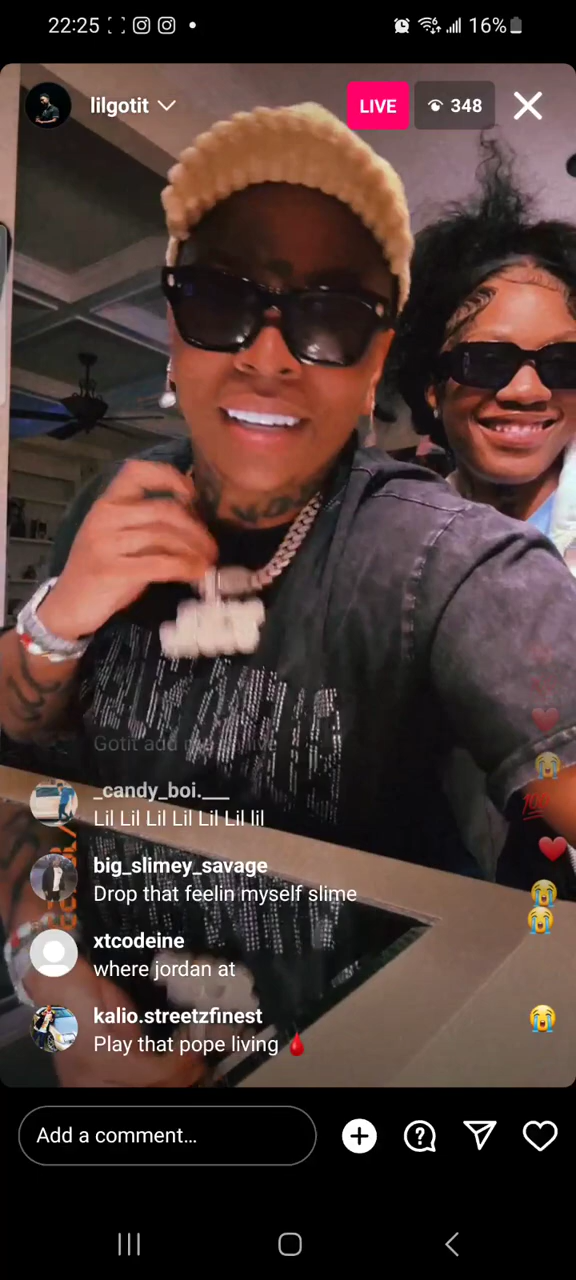 22:25
16%
lilgotit
LIVE
348
_candy_boi.___
Lil Lil Lil Lil Lil Lil lil
big_slimey_savage
Drop that feelin myself slime
xtcodeine
where jordan at
kalio.streetzfinest
Play that pope living 🩸
Add a comment...